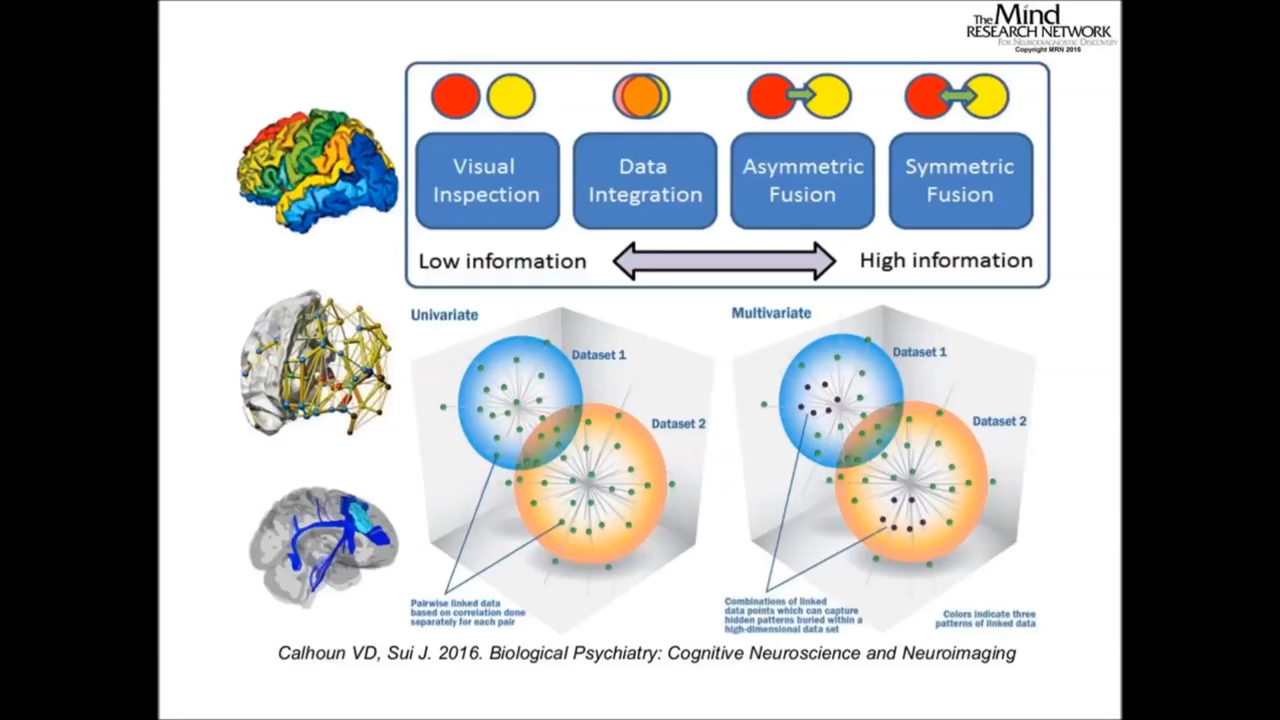 The Mind
RESEARCH NETWORK
FOR NEURODIAGNOSTIC DISCOVERY
Copyright MRN 2016
Visual
Inspection
Data
Integration
Asymmetric
Fusion
Symmetric
Fusion
Low information
High information
Univariate
Dataset 1
Dataset 2
Pairwise linked data
based on correlation done
separately for each pair
Multivariate
Dataset 1
Dataset 2
Combinations of linked
data points which can capture
hidden patterns buried within a
high-dimensional data set
Colors indicate three
patterns of linked data
Calhoun VD, Sui J. 2016. Biological Psychiatry: Cognitive Neuroscience and Neuroimaging